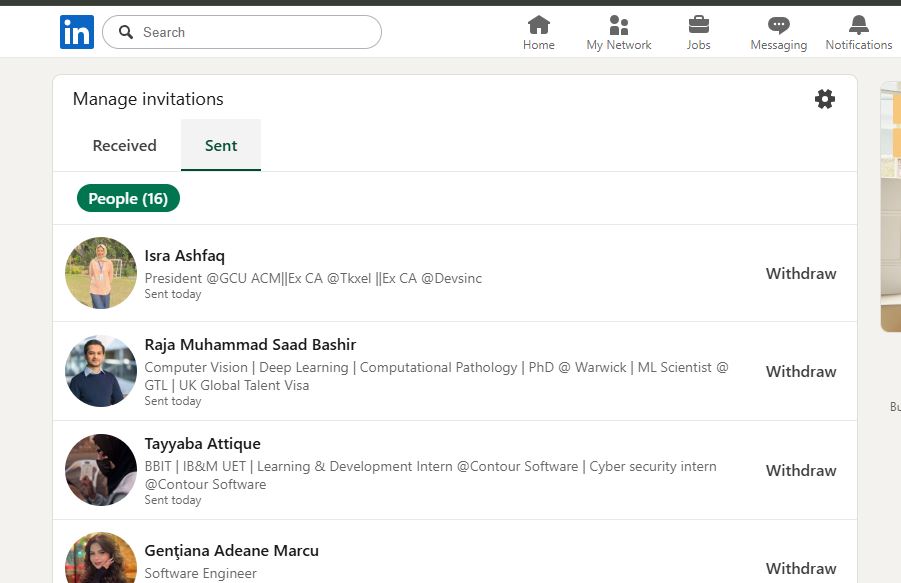 in
Search
Home
My Network
Jobs
Messaging
Notifications
Manage invitations
Received
Sent
People (16)
Isra Ashfaq
President @GCU ACM||Ex CA @Tkxel ||Ex CA @Devsinc
Sent today
Withdraw
Raja Muhammad Saad Bashir
Computer Vision | Deep Learning | Computational Pathology | PhD @ Warwick | ML Scientist @
GTL | UK Global Talent Visa
Sent today
Withdraw
Tayyaba Attique
BBIT | IB&M UET | Learning & Development Intern @Contour Software | Cyber security intern
@Contour Software
Sent today
Withdraw
Genţiana Adeane Marcu
Software Engineer
Withdraw